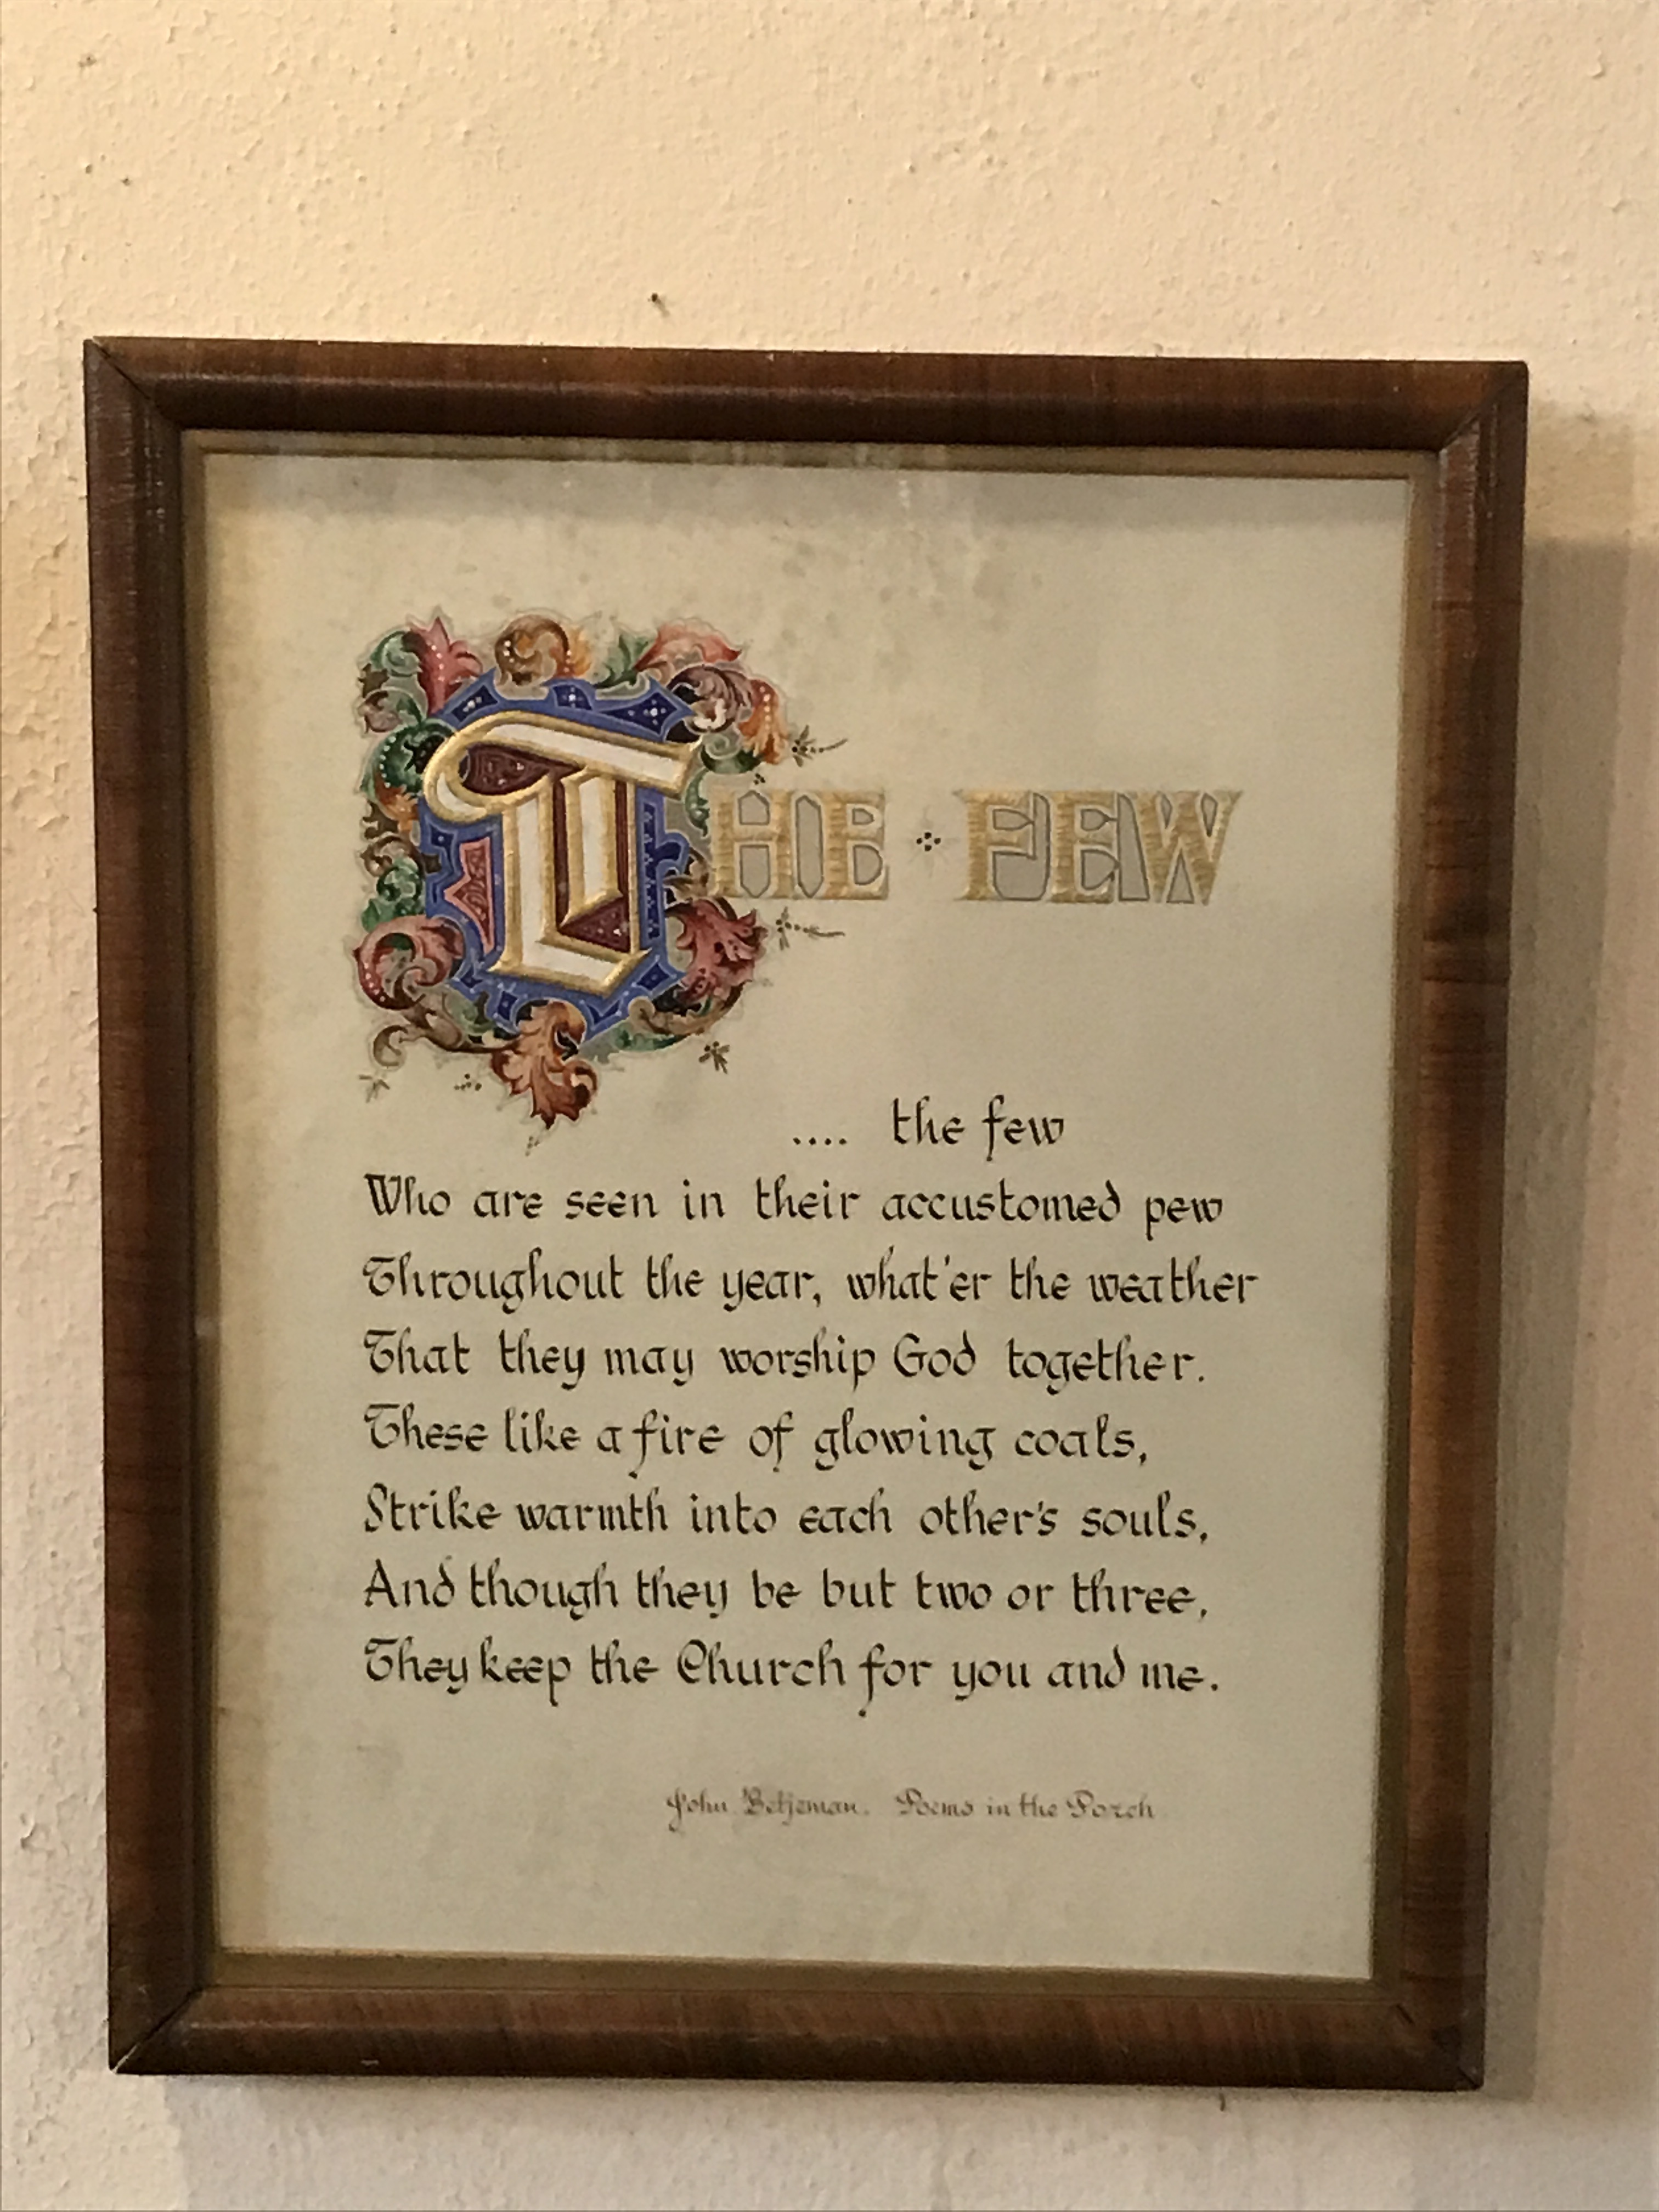 THE FEW
.... the few
Who are seen in their accustomed pew
Throughout the year, what'er the weather
That they may worship God together.
These like a fire of glowing coals,
Strike warmth into each other's souls,
And though they be but two or three,
They keep the Church for you and me.
John Betjeman. Poems in the Porch